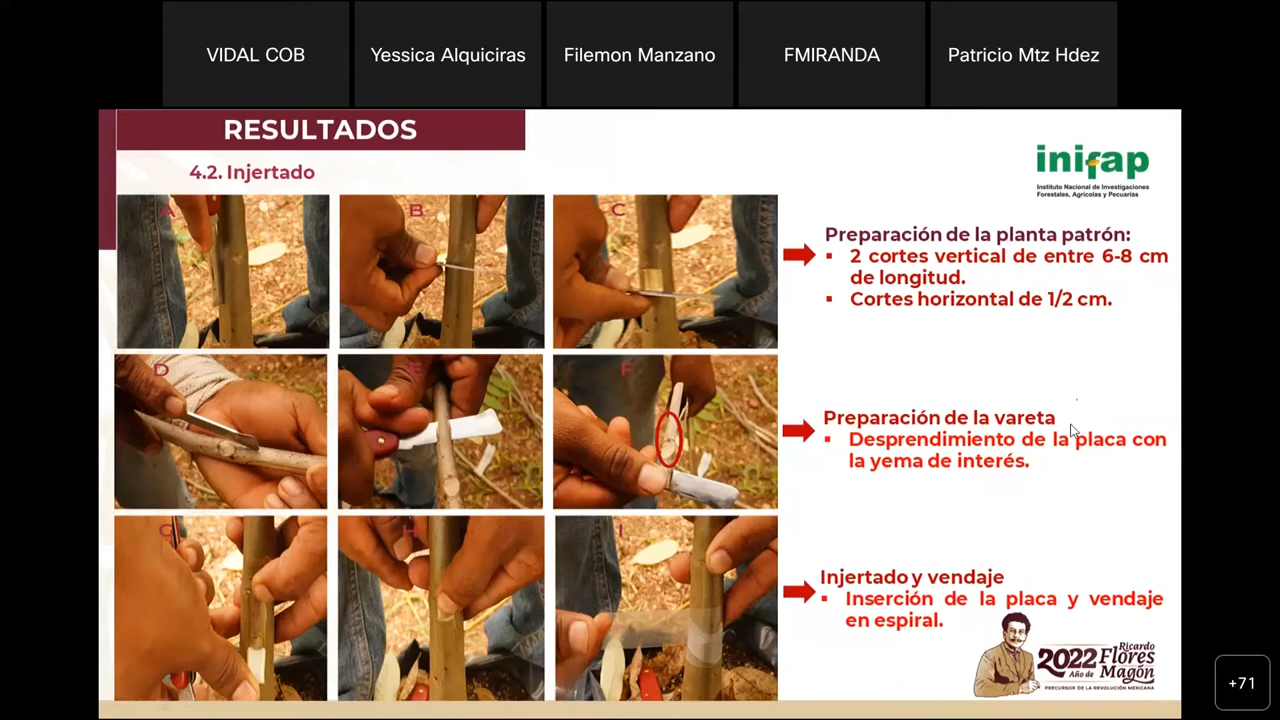 VIDAL COB
Yessica Alquiciras
Filemon Manzano
FMIRANDA
Patricio Mtz Hdez
RESULTADOS
4.2. Injertado
inifap
Instituto Nacional de Investigaciones
Forestales, Agrícolas y Pecuarias
A
B
C
Preparación de la planta patrón:
▪ 2 cortes vertical de entre 6-8 cm
de longitud.
▪ Cortes horizontal de 1/2 cm.
D
E
F
Preparación de la vareta
▪ Desprendimiento de la placa con
la yema de interés.
G
H
I
Injertado y vendaje
▪ Inserción de la placa y vendaje
en espiral.
2022 Ricardo
Año de Flores
Magón
PRECURSOR DE LA REVOLUCIÓN MEXICANA
+71